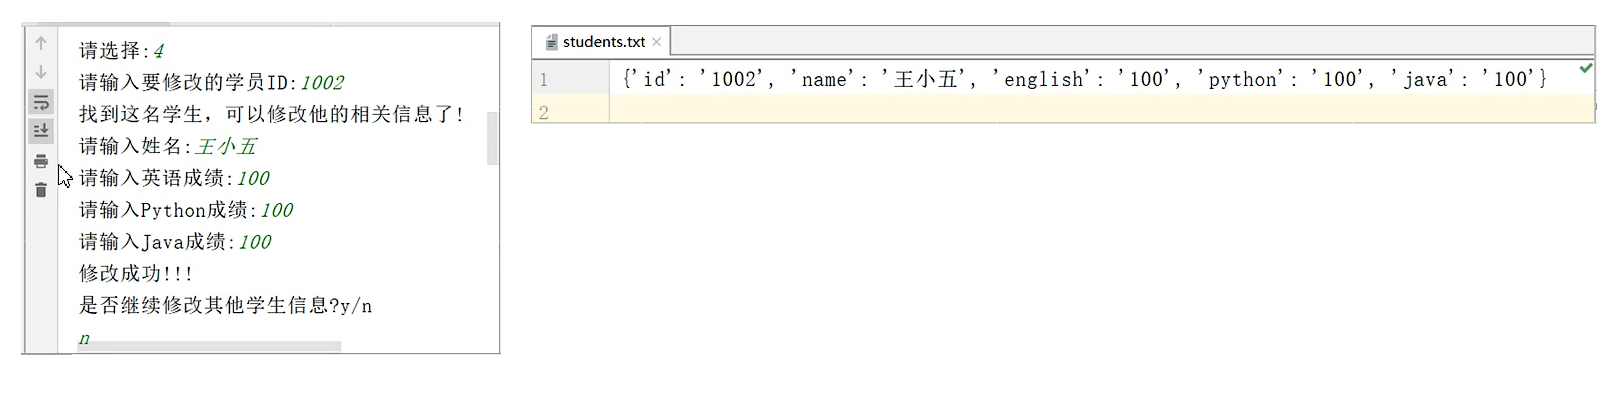 请选择:4
请输入要修改的学员ID:1002
找到这名学生，可以修改他的相关信息了!
请输入姓名:王小五
请输入英语成绩:100
请输入Python成绩:100
请输入Java成绩:100
修改成功!!!
是否继续修改其他学生信息?y/n
n
students.txt
1 {'id': '1002', 'name': '王小五', 'english': '100', 'python': '100', 'java': '100'}
2